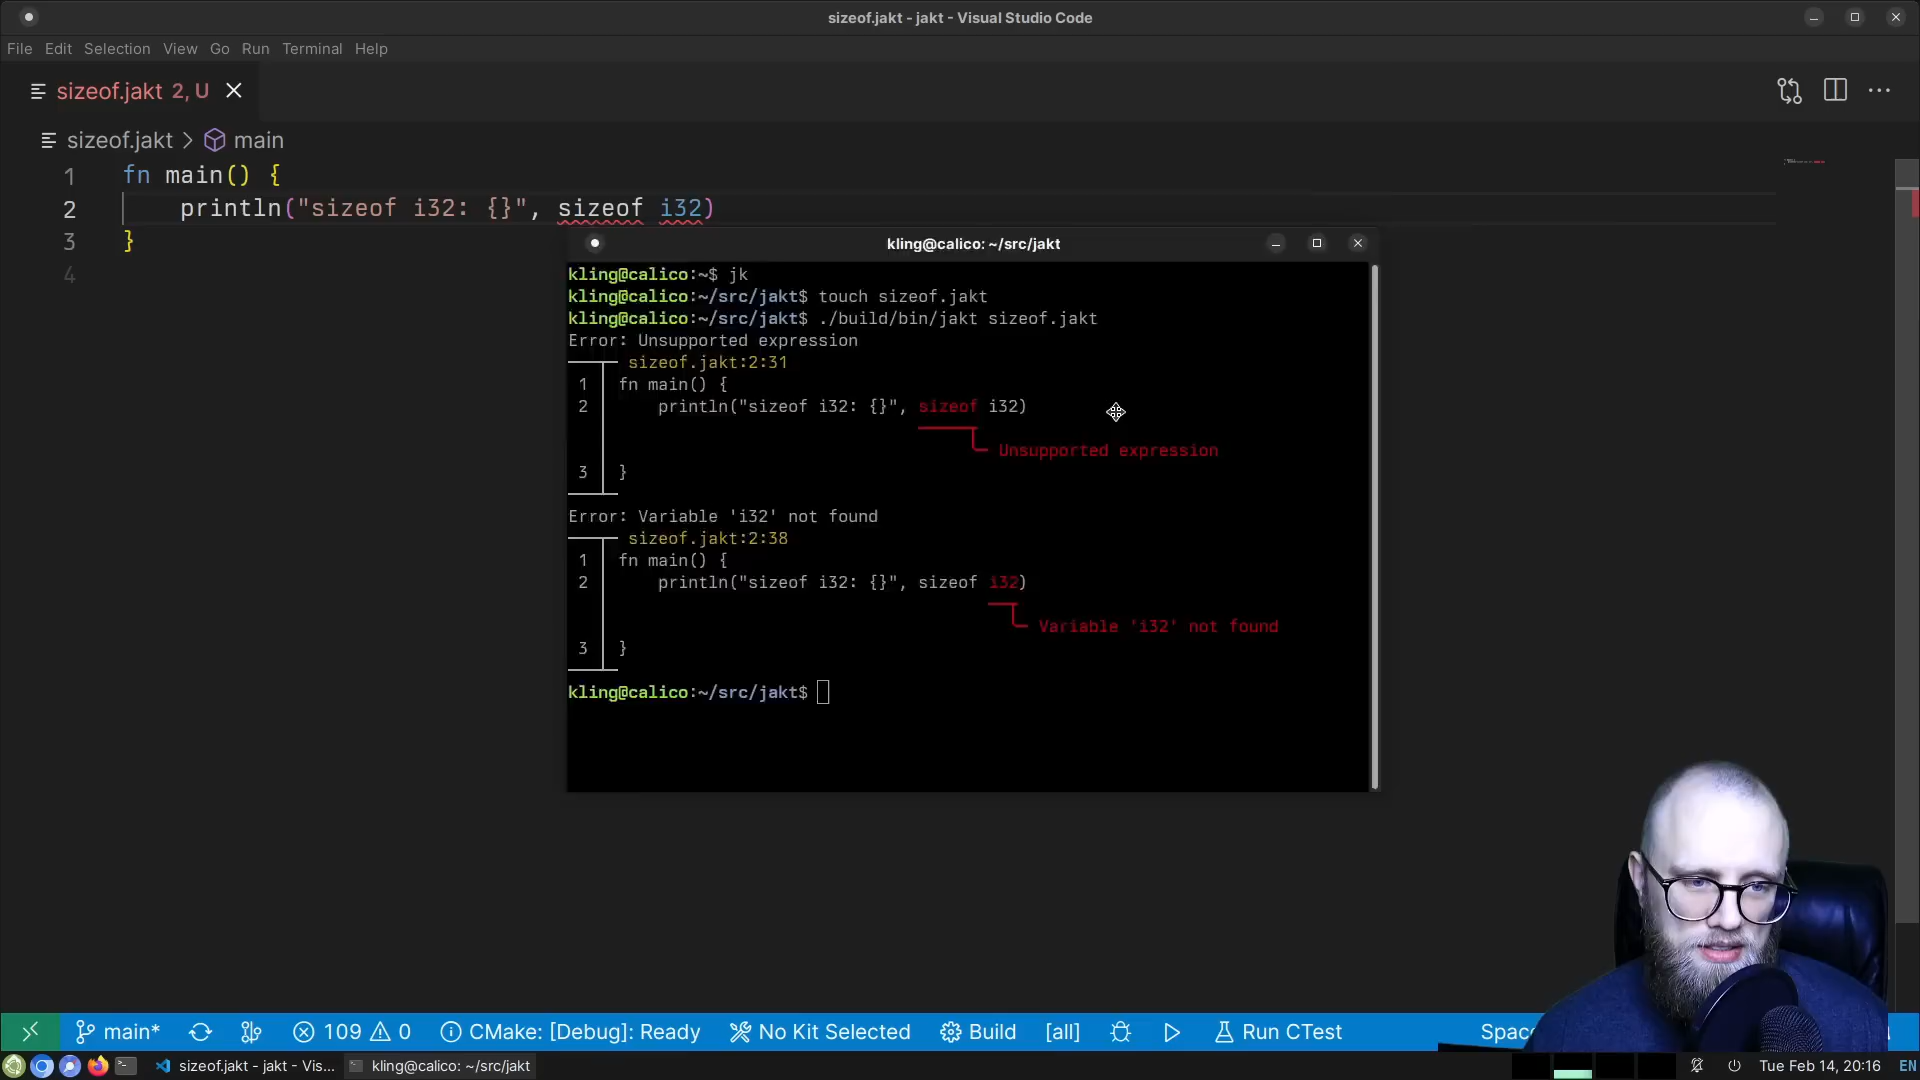 sizeof.jakt - jakt - Visual Studio Code
File Edit Selection View Go Run Terminal Help
sizeof.jakt 2, U
sizeof.jakt > main
1 fn main() {
2 println("sizeof i32: {}", sizeof i32)
3 }
4
kling@calico: ~/src/jakt
kling@calico:~$ jk
kling@calico:~/src/jakt$ touch sizeof.jakt
kling@calico:~/src/jakt$ ./build/bin/jakt sizeof.jakt
Error: Unsupported expression
sizeof.jakt:2:31
1 fn main() {
2 println("sizeof i32: {}", sizeof i32)
Unsupported expression
3 }
Error: Variable 'i32' not found
sizeof.jakt:2:38
1 fn main() {
2 println("sizeof i32: {}", sizeof i32)
Variable 'i32' not found
3 }
kling@calico:~/src/jakt$
main* 109 0 CMake: [Debug]: Ready No Kit Selected Build [all] Run CTest
sizeof.jakt - jakt - Vis... kling@calico: ~/src/jakt Tue Feb 14, 20:16 EN